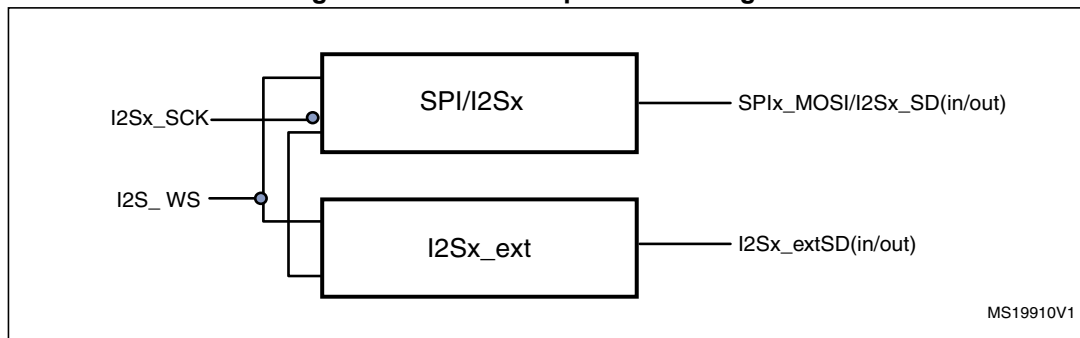 SPI/I2Sx
SPIx_MOSI/I2Sx_SD(in/out)
I2Sx_SCK
I2S_ WS
I2Sx_ext
I2Sx_extSD(in/out)
MS19910V1